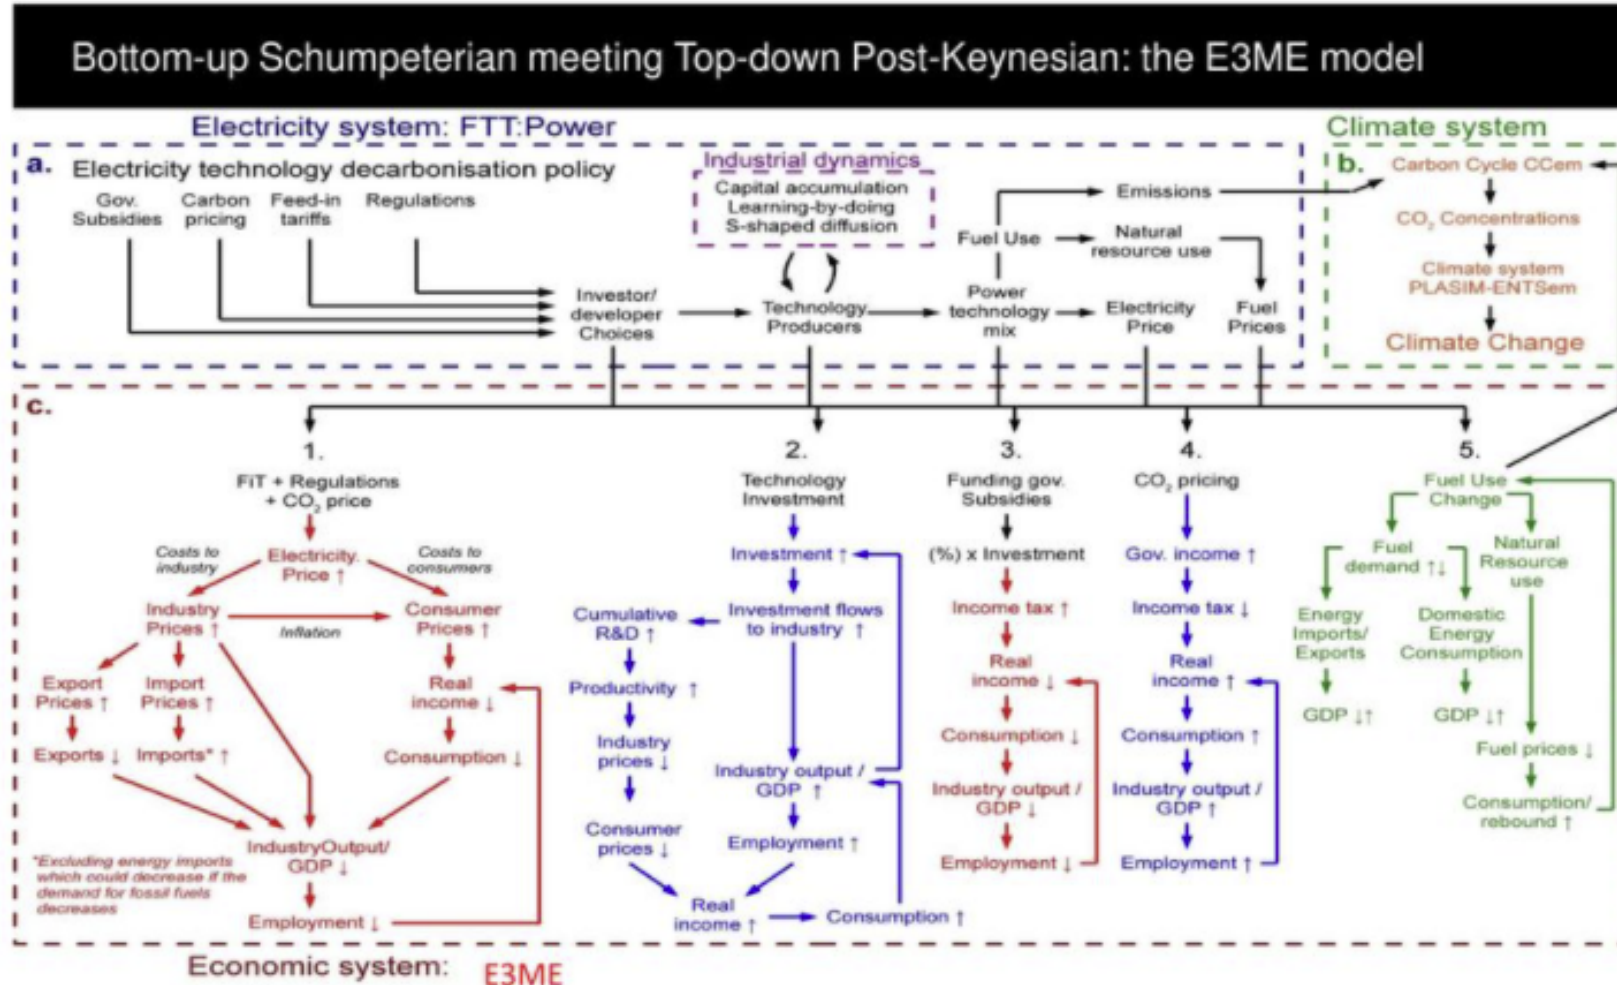 Bottom-up Schumpeterian meeting Top-down Post-Keynesian: the E3ME model
Electricity system: FTT:Power
Climate system
a.
Electricity technology decarbonisation policy
Gov.
Subsidies
Carbon
pricing
Feed-in
tariffs
Regulations
Industrial dynamics
Capital accumulation
Learning-by-doing
S-shaped diffusion
Investor/
developer
Choices
Technology
Producers
Emissions
Fuel Use
Natural
resource use
Power
technology
mix
Electricity
Price
Fuel
Prices
b.
Carbon Cycle CCem
CO₂ Concentrations
Climate system
PLASIM-ENTSem
Climate Change
c.
1.
FiT + Regulations
+ CO₂ price
Costs to
industry
Electricity.
Price ↑
Costs to
consumers
Industry
Prices ↑
Inflation
Consumer
Prices ↑
Export
Prices ↑
Import
Prices ↑
Real
income ↓
Exports ↓
Imports* ↑
Consumption ↓
IndustryOutput/
GDP ↓
*Excluding energy imports
which could decrease if the
demand for fossil fuels
decreases
Employment ↓
2.
Technology
Investment
Investment ↑
Cumulative
R&D ↑
Investment flows
to industry ↑
Productivity ↑
Industry
prices ↓
Industry output /
GDP ↑
Consumer
prices ↓
Employment ↑
Real
income ↑
Consumption ↑
3.
Funding gov.
Subsidies
(%) x Investment
Income tax ↑
Real
income ↓
Consumption ↓
Industry output /
GDP ↓
Employment ↓
4.
CO₂ pricing
Gov. income ↑
Income tax ↓
Real
income ↑
Consumption ↑
Industry output /
GDP ↑
Employment ↑
5.
Fuel Use
Change
Fuel
demand ↑↓
Natural
Resource
use
Energy
Imports/
Exports
Domestic
Energy
Consumption
GDP ↓↑
GDP ↓↑
Fuel prices ↓
Consumption/
rebound ↑
Economic system:
E3ME